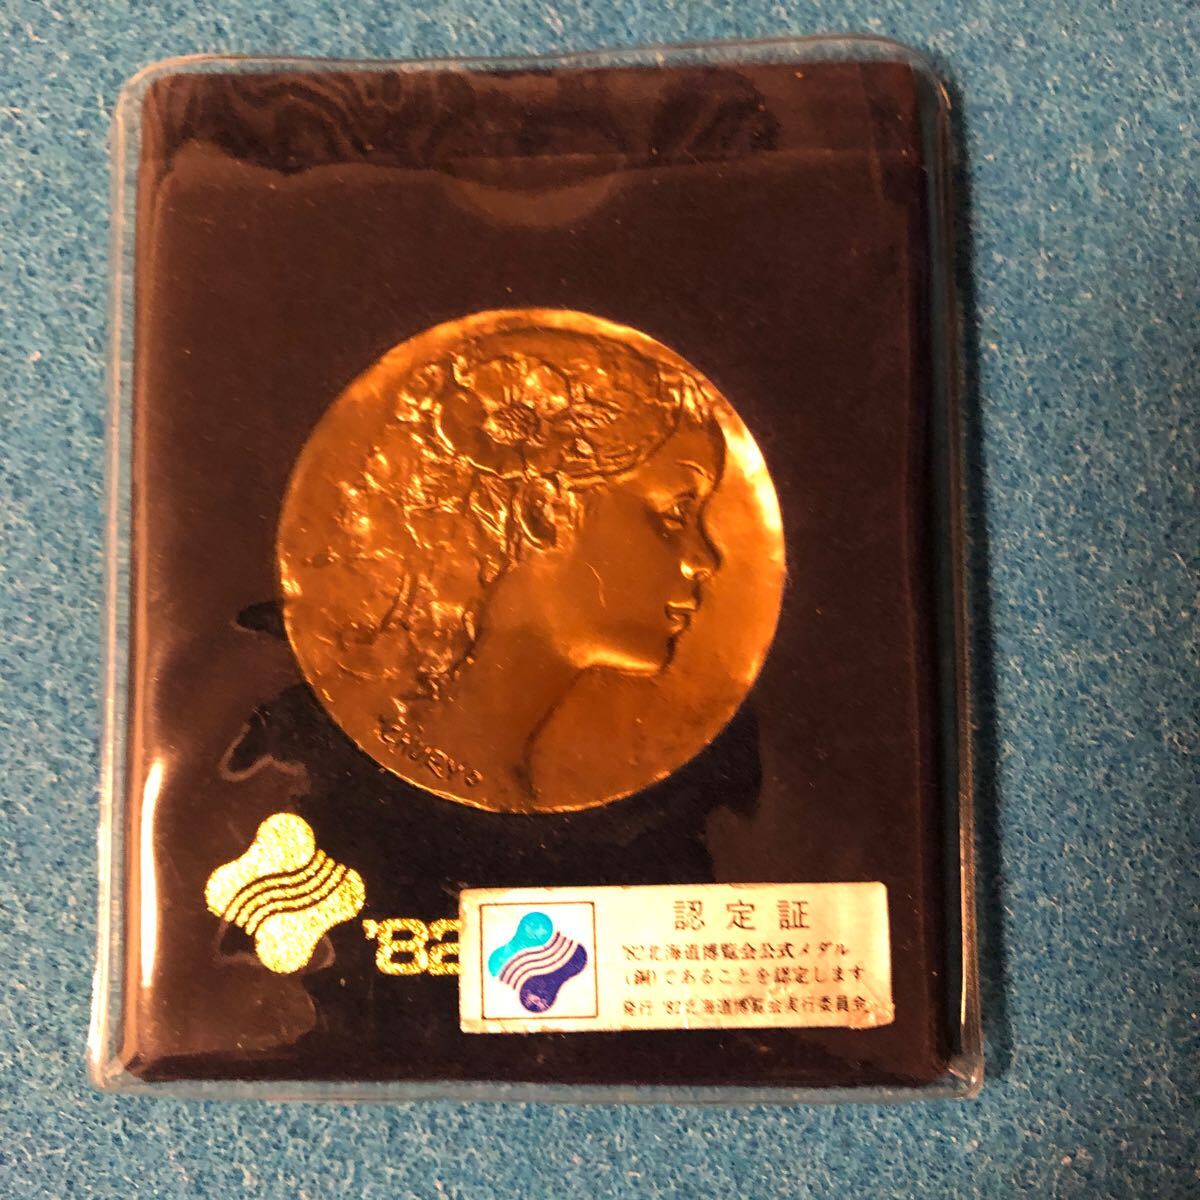 CHURYO
'82
認定証
'82北海道博覧会公式メダル
(銅)であることを認定します
発行 '82北海道博覧会実行委員会